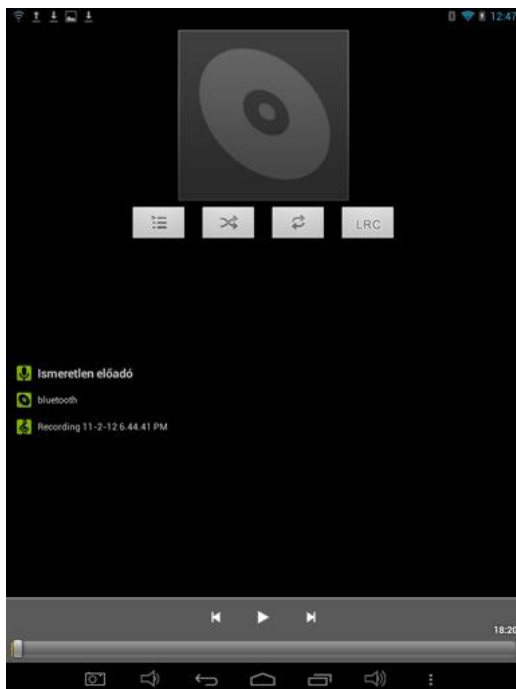 12:47
LRC
Ismeretlen előadó
bluetooth
Recording 11-2-12 6.44.41 PM
18:20